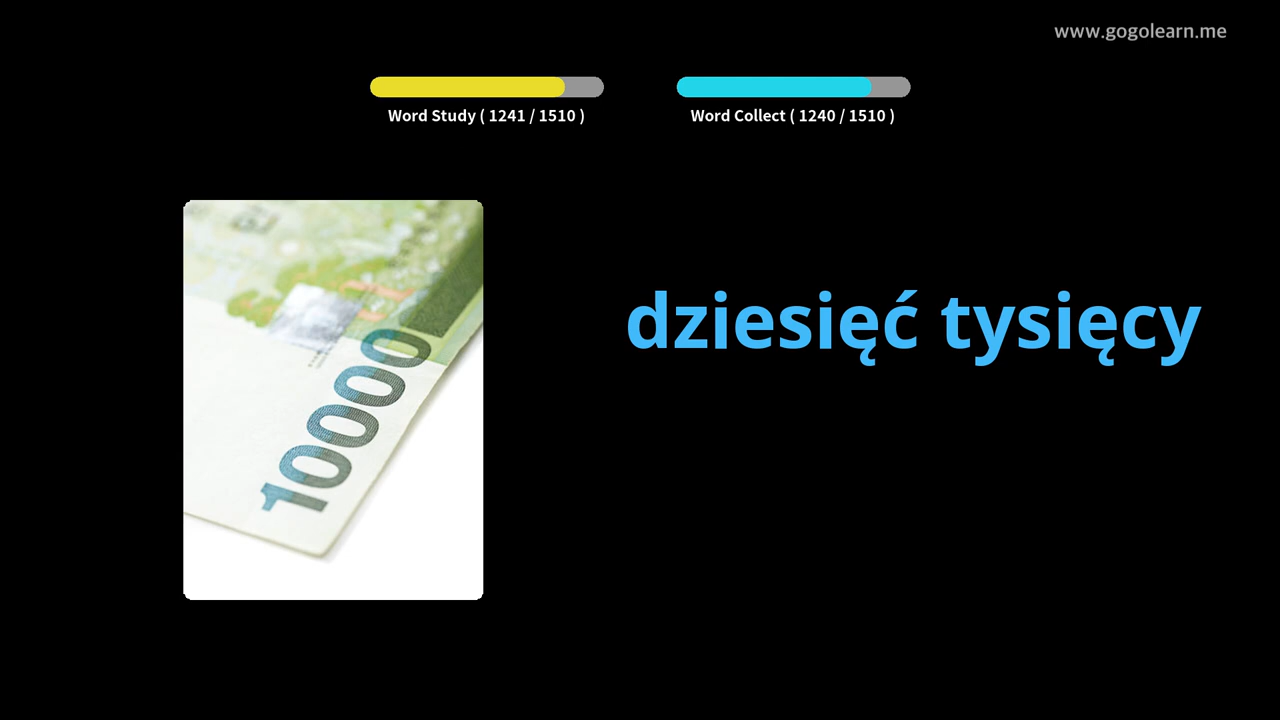 www.gogolearn.me
Word Study ( 1241 / 1510 )
Word Collect ( 1240 / 1510 )
dziesięć tysięcy
10000